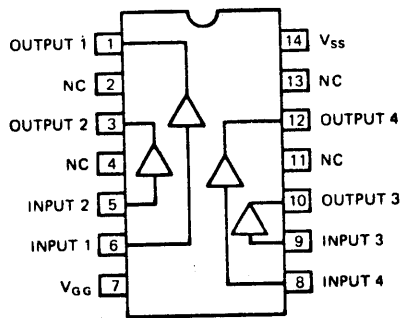 OUTPUT 1 1
NC 2
OUTPUT 2 3
NC 4
INPUT 2 5
INPUT 1 6
VGG 7
14 VSS
13 NC
12 OUTPUT 4
11 NC
10 OUTPUT 3
9 INPUT 3
8 INPUT 4